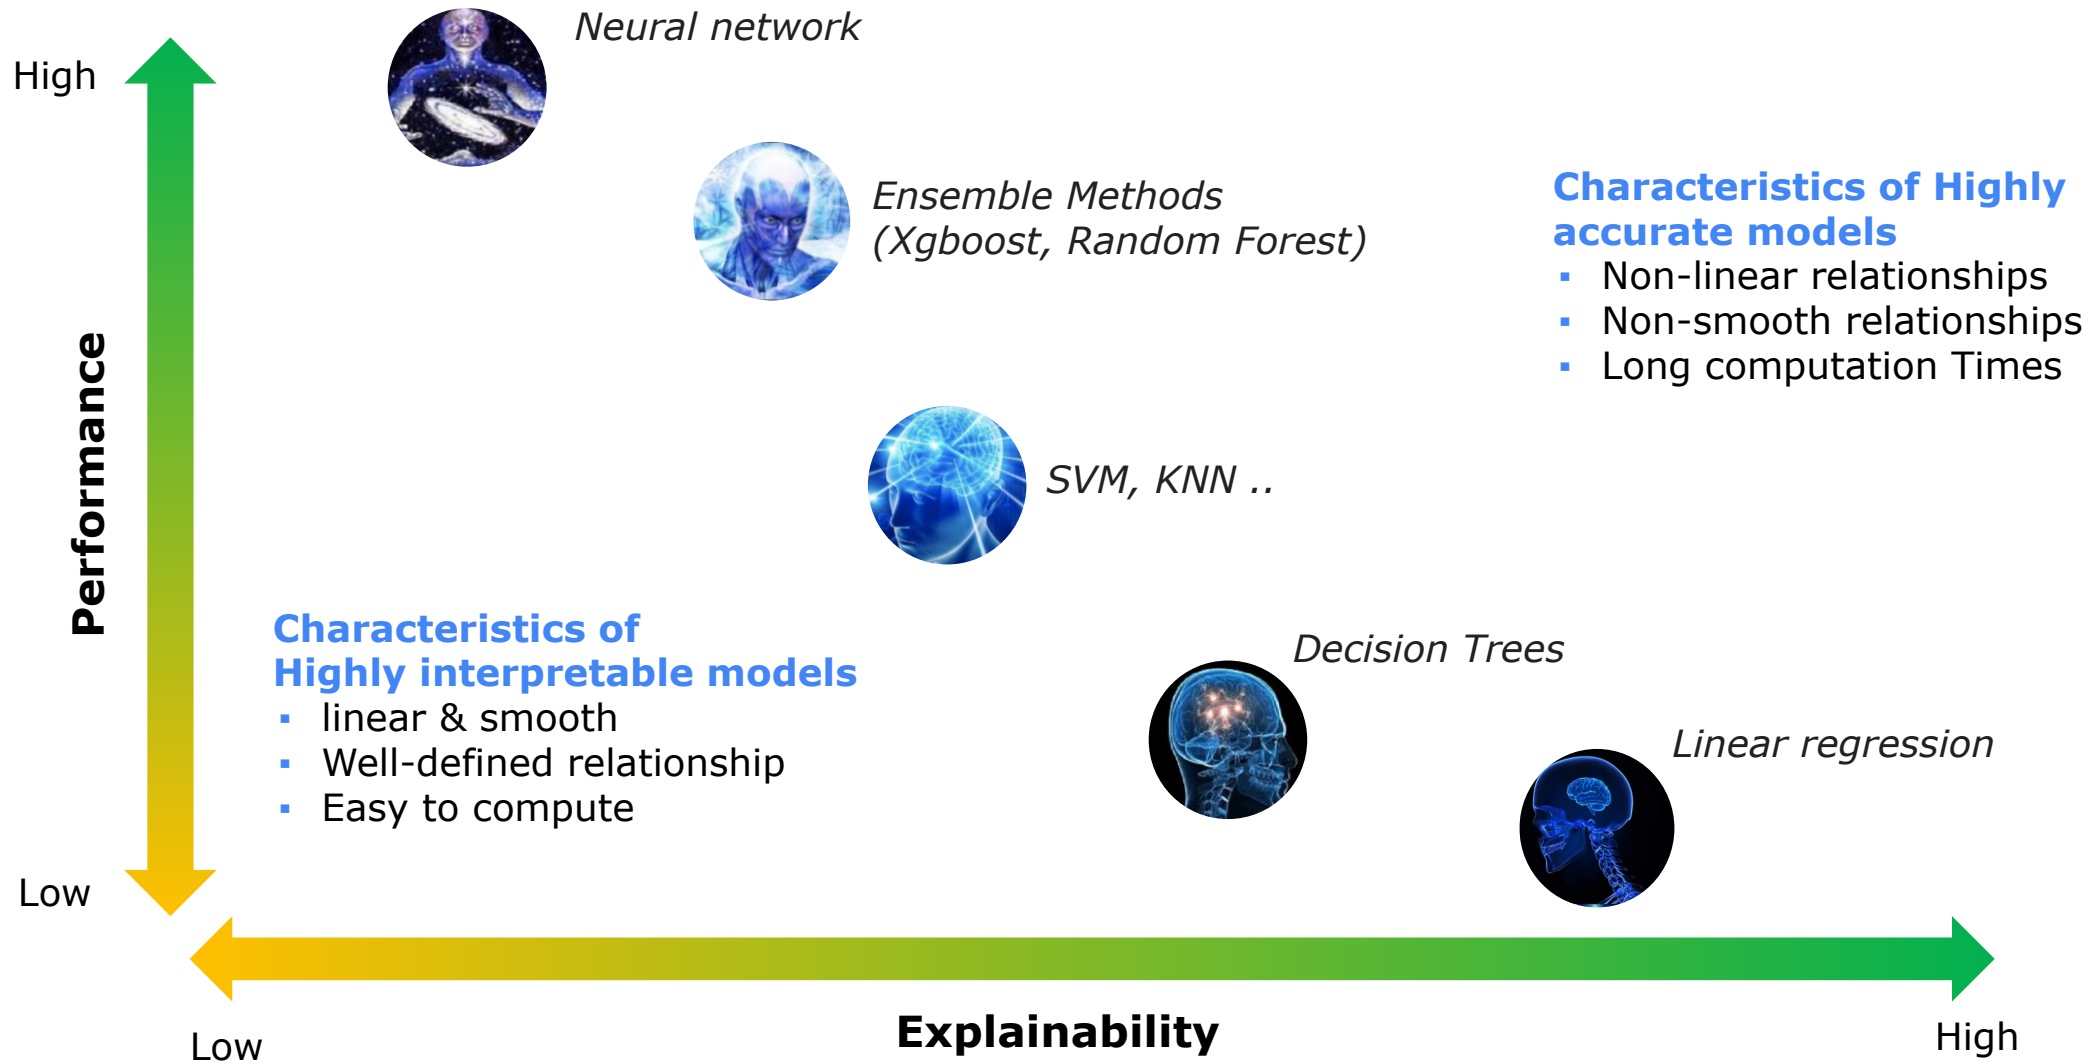 Neural network
High
Ensemble Methods
(Xgboost, Random Forest)
Characteristics of Highly
accurate models
▪ Non-linear relationships
▪ Non-smooth relationships
▪ Long computation Times
Performance
SVM, KNN ..
Characteristics of
Highly interpretable models
▪ linear & smooth
▪ Well-defined relationship
▪ Easy to compute
Decision Trees
Linear regression
Low
Low
Explainability
High